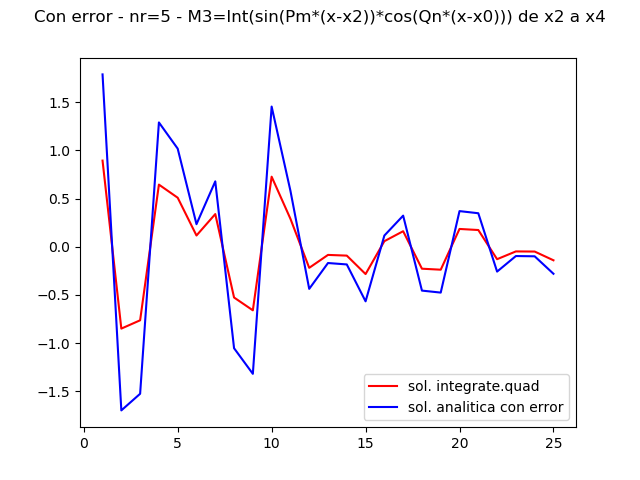 Con error - nr=5 - M3=Int(sin(Pm*(x-x2))*cos(Qn*(x-x0))) de x2 a x4
1.5
1.0
0.5
0.0
−0.5
−1.0
−1.5
sol. integrate.quad
sol. analitica con error
0 5 10 15 20 25